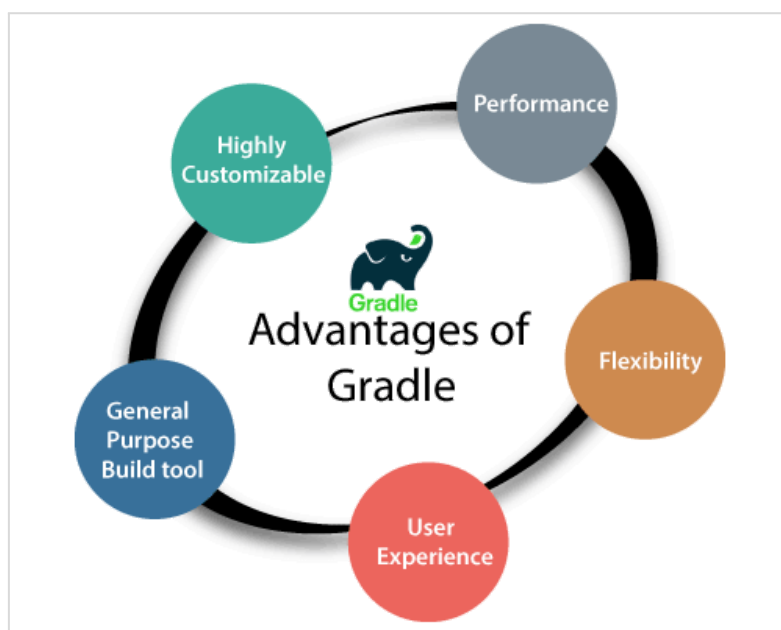 Performance
Highly
Customizable
Gradle
Advantages of
Gradle
Flexibility
General
Purpose
Build tool
User
Experience